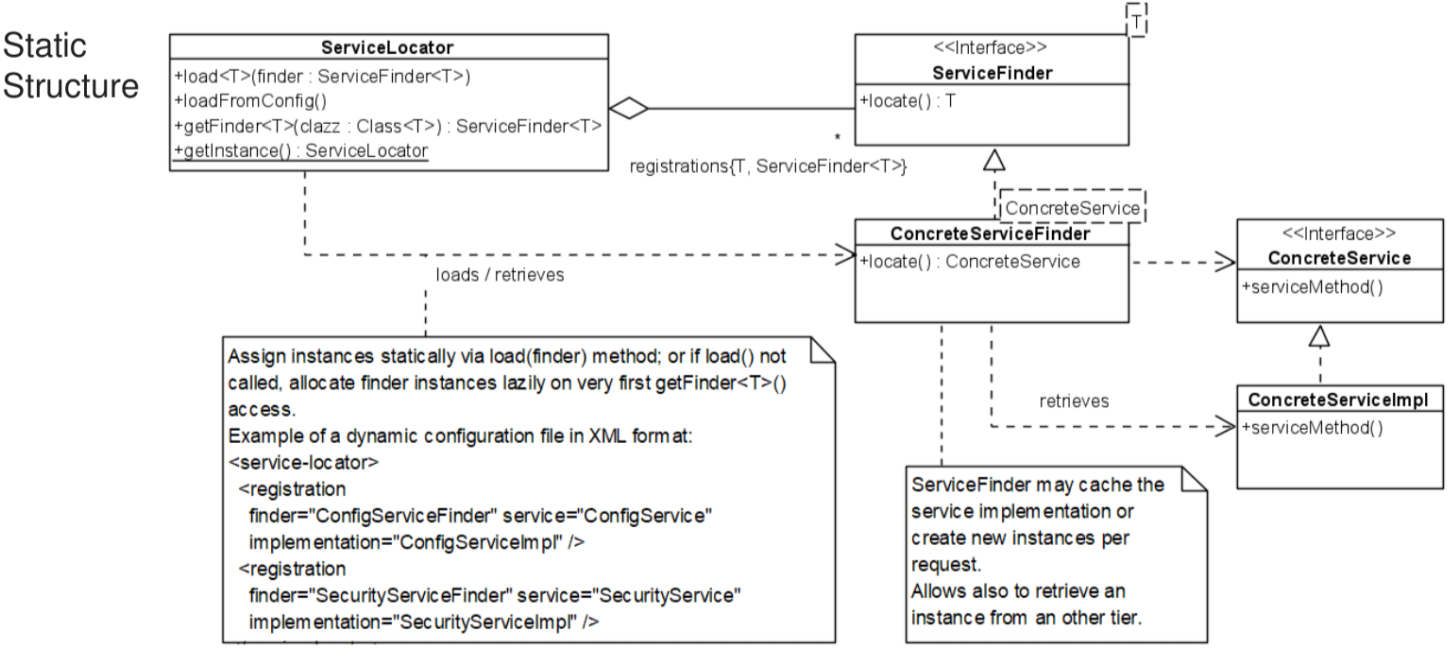 Static
Structure
ServiceLocator
+load<T>(finder : ServiceFinder<T>)
+loadFromConfig()
+getFinder<T>(clazz : Class<T>) : ServiceFinder<T>
+getInstance() : ServiceLocator
T
<<Interface>>
ServiceFinder
+locate() : T
*
registrations{T, ServiceFinder<T>}
ConcreteService
ConcreteServiceFinder
+locate() : ConcreteService
<<Interface>>
ConcreteService
+serviceMethod()
loads / retrieves
retrieves
ConcreteServiceImpl
+serviceMethod()
Assign instances statically via load(finder) method; or if load() not
called, allocate finder instances lazily on very first getFinder<T>()
access.
Example of a dynamic configuration file in XML format:
<service-locator>
<registration
finder="ConfigServiceFinder" service="ConfigService"
implementation="ConfigServiceImpl" />
<registration
finder="SecurityServiceFinder" service="SecurityService"
implementation="SecurityServiceImpl" />
ServiceFinder may cache the
service implementation or
create new instances per
request.
Allows also to retrieve an
instance from an other tier.